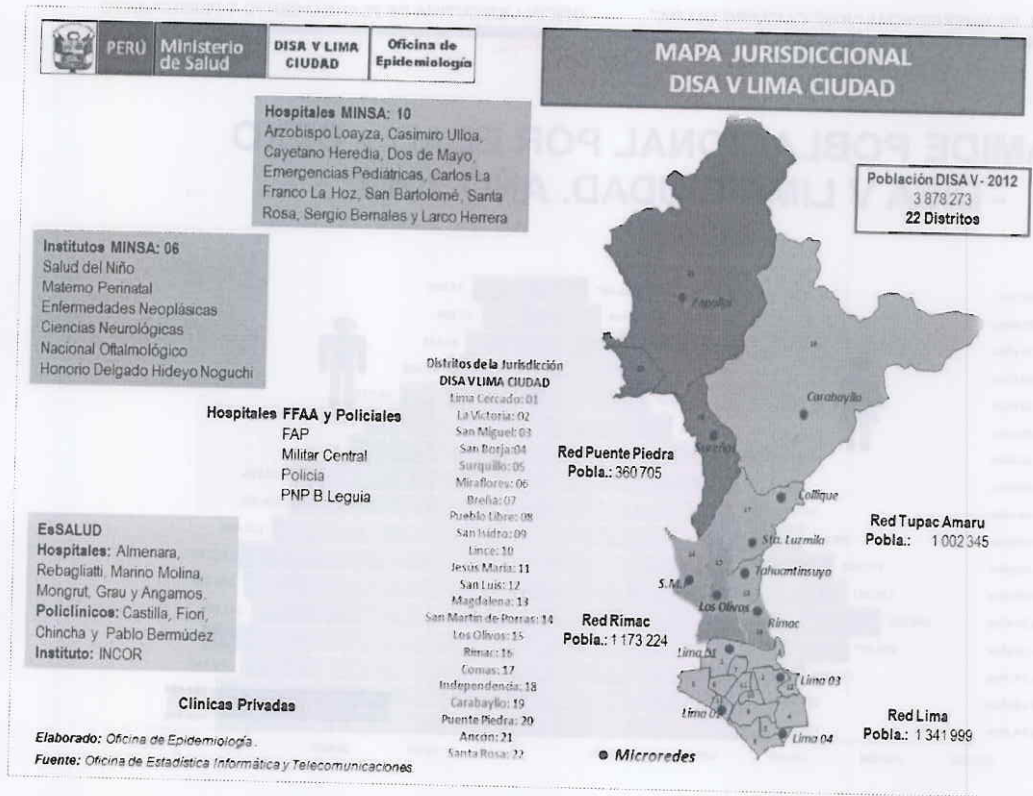 PERÚ
Ministerio
de Salud
DISA V LIMA
CIUDAD
Oficina de
Epidemiología
MAPA JURISDICCIONAL
DISA V LIMA CIUDAD
Hospitales MINSA: 10
Arzobispo Loayza, Casimiro Ulloa,
Cayetano Heredia, Dos de Mayo,
Emergencias Pediátricas, Carlos La
Franco La Hoz, San Bartolomé, Santa
Rosa, Sergio Bernales y Larco Herrera
Población DISA V - 2012
3 878 273
22 Distritos
Institutos MINSA: 06
Salud del Niño
Materno Perinatal
Enfermedades Neoplásicas
Ciencias Neurológicas
Nacional Oftalmológico
Honorio Delgado Hideyo Noguchi
Hospitales FFAA y Policiales
FAP
Militar Central
Policía
PNP B.Leguia
EsSALUD
Hospitales: Almenara,
Rebagliatti, Marino Molina,
Mongrut, Grau y Angamos.
Policlínicos: Castilla, Fiori,
Chincha y Pablo Bermúdez
Instituto: INCOR
Clínicas Privadas
Distritos de la Jurisdicción
DISA V LIMA CIUDAD
Lima Cercado: 01
La Victoria: 02
San Miguel: 03
San Borja: 04
Surquillo: 05
Miraflores: 06
Breña: 07
Pueblo Libre: 08
San Isidro: 09
Lince: 10
Jesús María: 11
San Luis: 12
Magdalena: 13
San Martín de Porras: 14
Los Olivos: 15
Rimac: 16
Comas: 17
Independencia: 18
Carabayllo: 19
Puente Piedra: 20
Ancón: 21
Santa Rosa: 22
Carabayllo
Red Puente Piedra
Pobla.: 360 705
Collique
Red Tupac Amaru
Pobla.: 1 002 345
Sta. Luzmila
Tahuantinsuyo
S.M.
Los Olivos
Rímac
Red Rímac
Pobla.: 1 173 224
Lima 01
Lima 03
Lima 04
Red Lima
Pobla.: 1 341 999
Microredes
Elaborado: Oficina de Epidemiología.
Fuente: Oficina de Estadística Informática y Telecomunicaciones